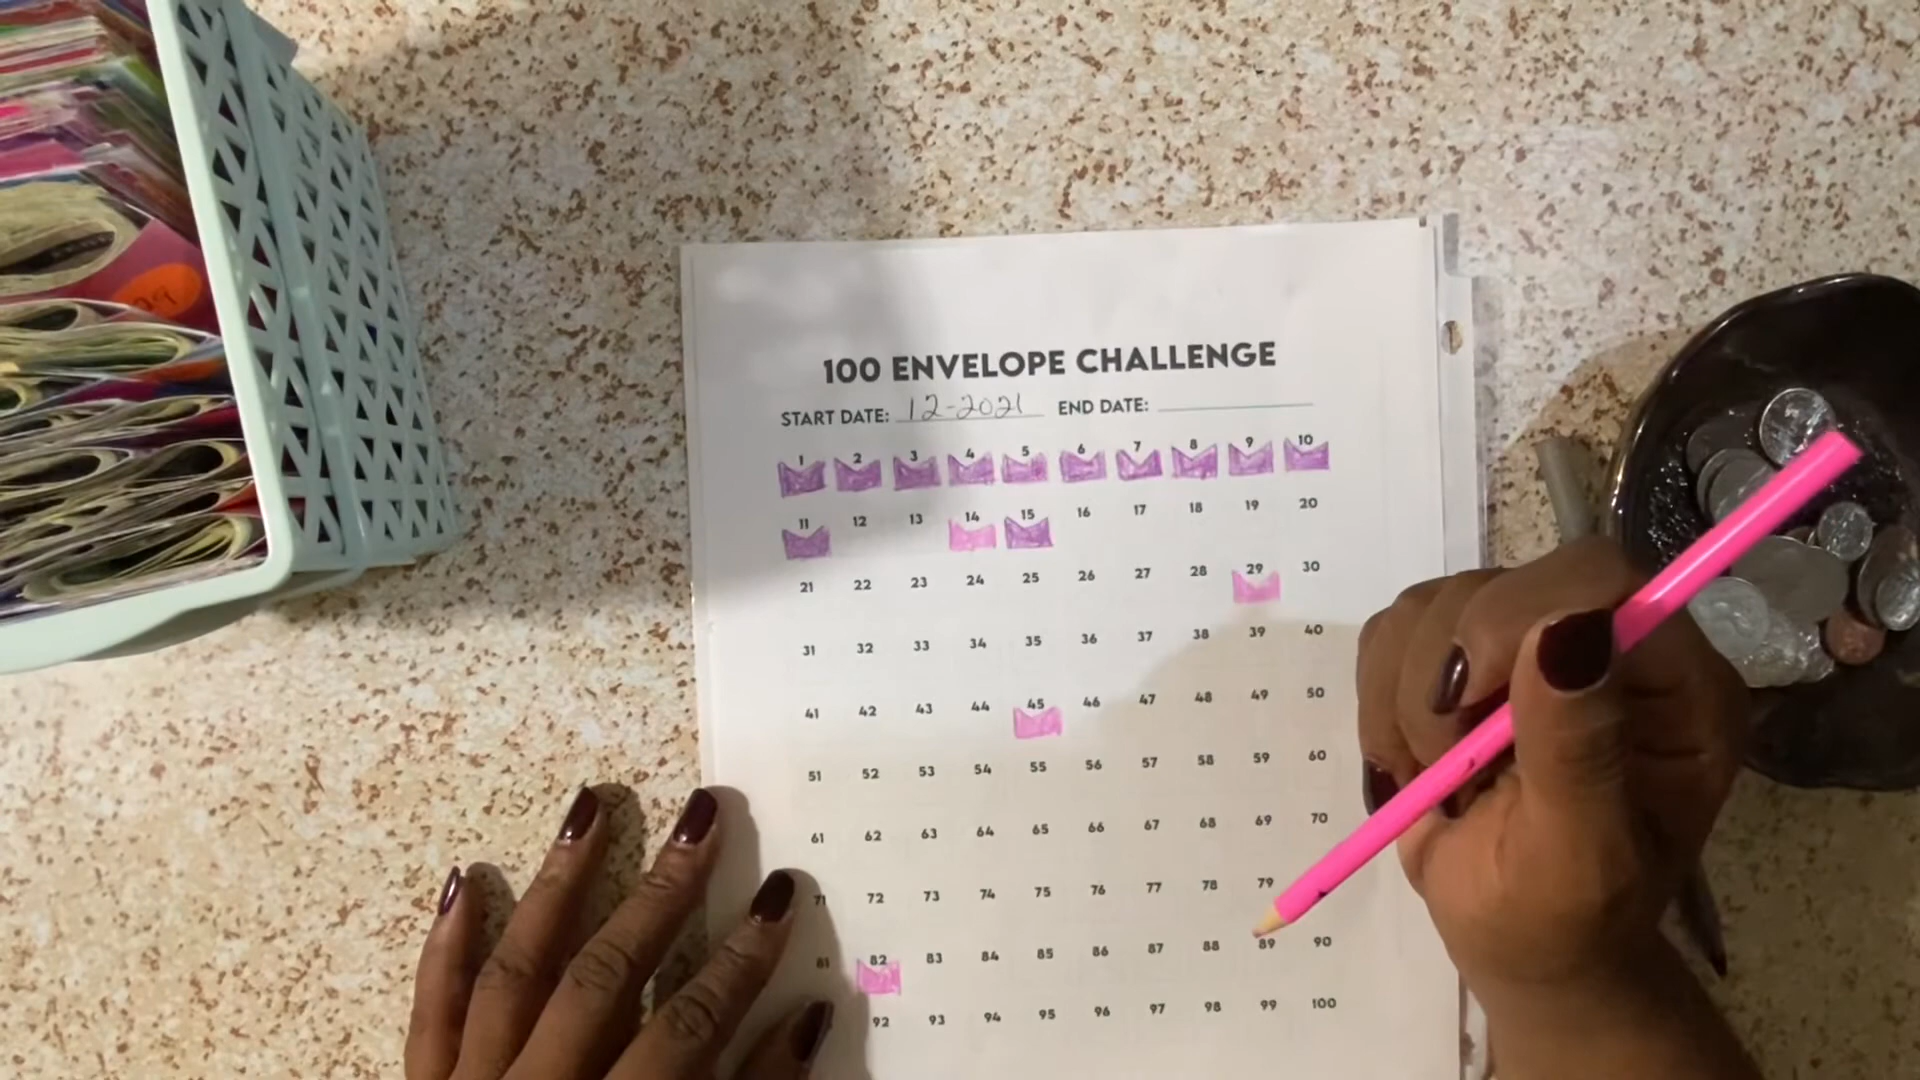 100 ENVELOPE CHALLENGE
START DATE: 12-2021 END DATE:
1 2 3 4 5 6 7 8 9 10
11 12 13 14 15 16 17 18 19 20
21 22 23 24 25 26 27 28 29 30
31 32 33 34 35 36 37 38 39 40
41 42 43 44 45 46 47 48 49 50
51 52 53 54 55 56 57 58 59 60
61 62 63 64 65 66 67 68 69 70
71 72 73 74 75 76 77 78 79
81 82 83 84 85 86 87 88 89 90
92 93 94 95 96 97 98 99 100